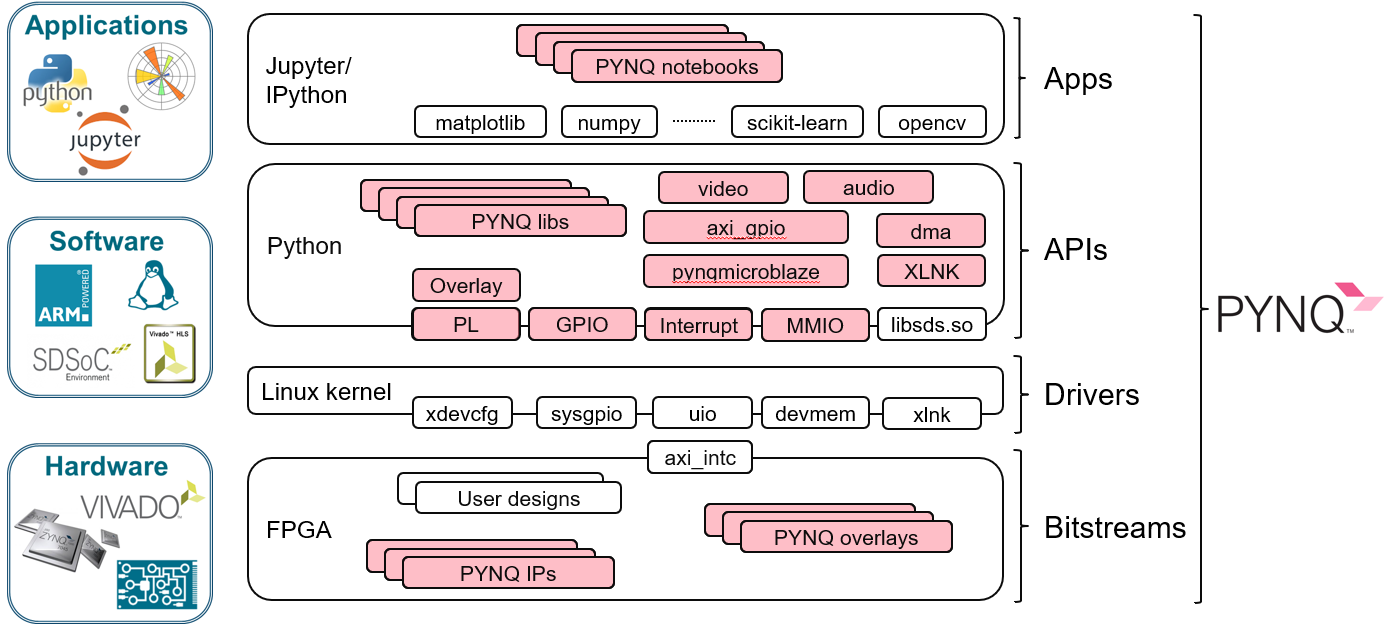 Applications
python
jupyter
Software
ARM
POWERED
®
Vivado™ HLS
SDSoC
Environment
Hardware
VIVADO
ZYNQ
Jupyter/
IPython
PYNQ notebooks
matplotlib
numpy
scikit-learn
opencv
Apps
Python
PYNQ libs
video
audio
axi_gpio
dma
pynqmicroblaze
XLNK
Overlay
PL
GPIO
Interrupt
MMIO
libsds.so
APIs
Linux kernel
xdevcfg
sysgpio
uio
devmem
xlnk
Drivers
axi_intc
FPGA
User designs
PYNQ overlays
PYNQ IPs
Bitstreams
PYNQ™